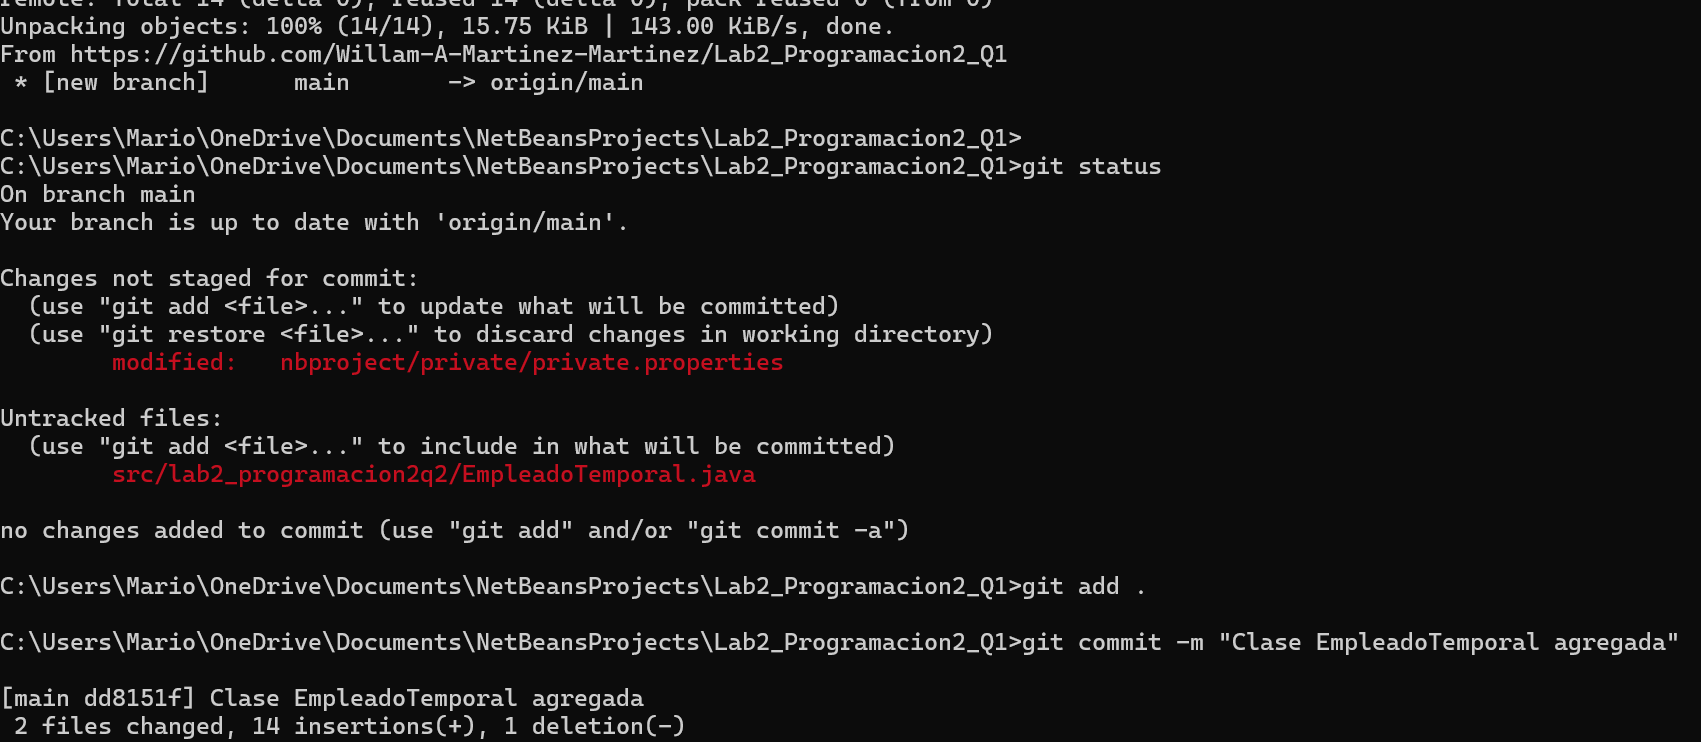 remote: Total 14 (delta 0), reused 14 (delta 0), pack reused 0 (from 0)
Unpacking objects: 100% (14/14), 15.75 KiB | 143.00 KiB/s, done.
From https://github.com/Willam-A-Martinez-Martinez/Lab2_Programacion2_Q1
 * [new branch]      main       -> origin/main
C:\Users\Mario\OneDrive\Documents\NetBeansProjects\Lab2_Programacion2_Q1>
C:\Users\Mario\OneDrive\Documents\NetBeansProjects\Lab2_Programacion2_Q1>git status
On branch main
Your branch is up to date with 'origin/main'.
Changes not staged for commit:
  (use "git add <file>..." to update what will be committed)
  (use "git restore <file>..." to discard changes in working directory)
        modified:   nbproject/private/private.properties
Untracked files:
  (use "git add <file>..." to include in what will be committed)
        src/lab2_programacion2q2/EmpleadoTemporal.java
no changes added to commit (use "git add" and/or "git commit -a")
C:\Users\Mario\OneDrive\Documents\NetBeansProjects\Lab2_Programacion2_Q1>git add .
C:\Users\Mario\OneDrive\Documents\NetBeansProjects\Lab2_Programacion2_Q1>git commit -m "Clase EmpleadoTemporal agregada"
[main dd8151f] Clase EmpleadoTemporal agregada
 2 files changed, 14 insertions(+), 1 deletion(-)